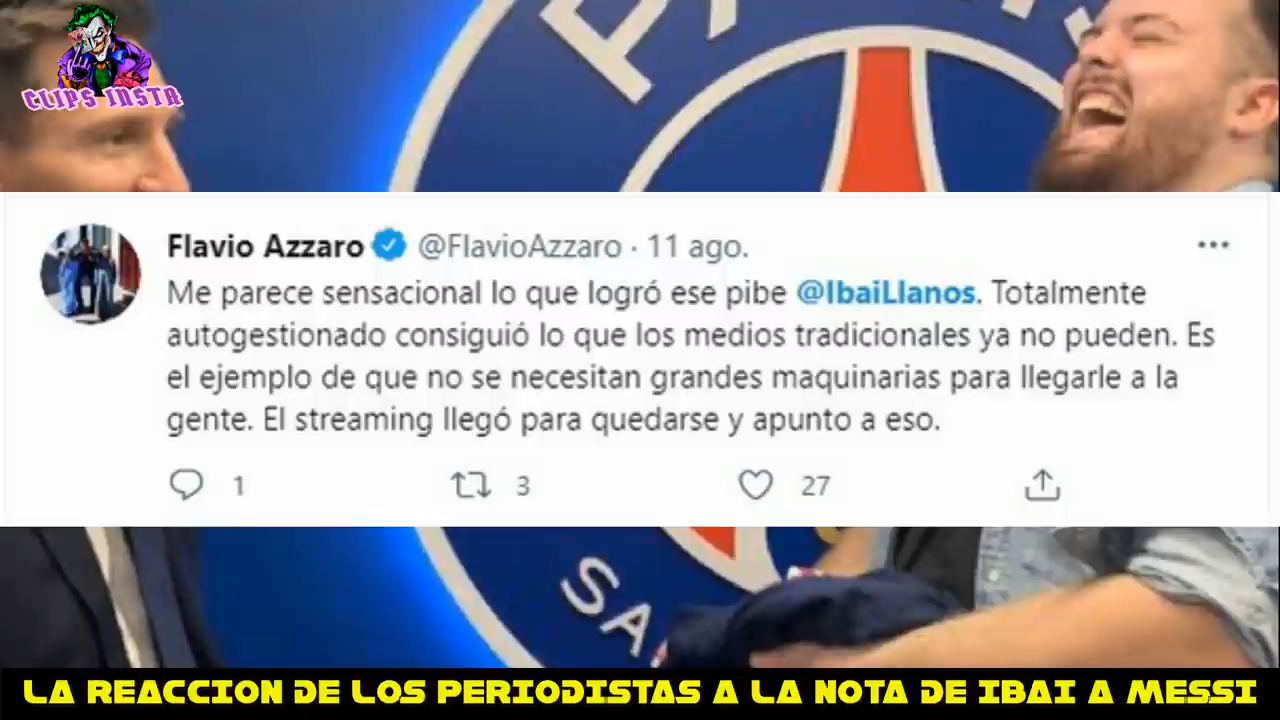 CLIPS INSTA
PARIS
Flavio Azzaro @FlavioAzzaro · 11 ago.
Me parece sensacional lo que logró ese pibe @IbaiLlanos. Totalmente
autogestionado consiguió lo que los medios tradicionales ya no pueden. Es
el ejemplo de que no se necesitan grandes maquinarias para llegarle a la
gente. El streaming llegó para quedarse y apunto a eso.
1 3 27
SA
LA REACCION DE LOS PERIODISTAS A LA NOTA DE IBAI A MESSI